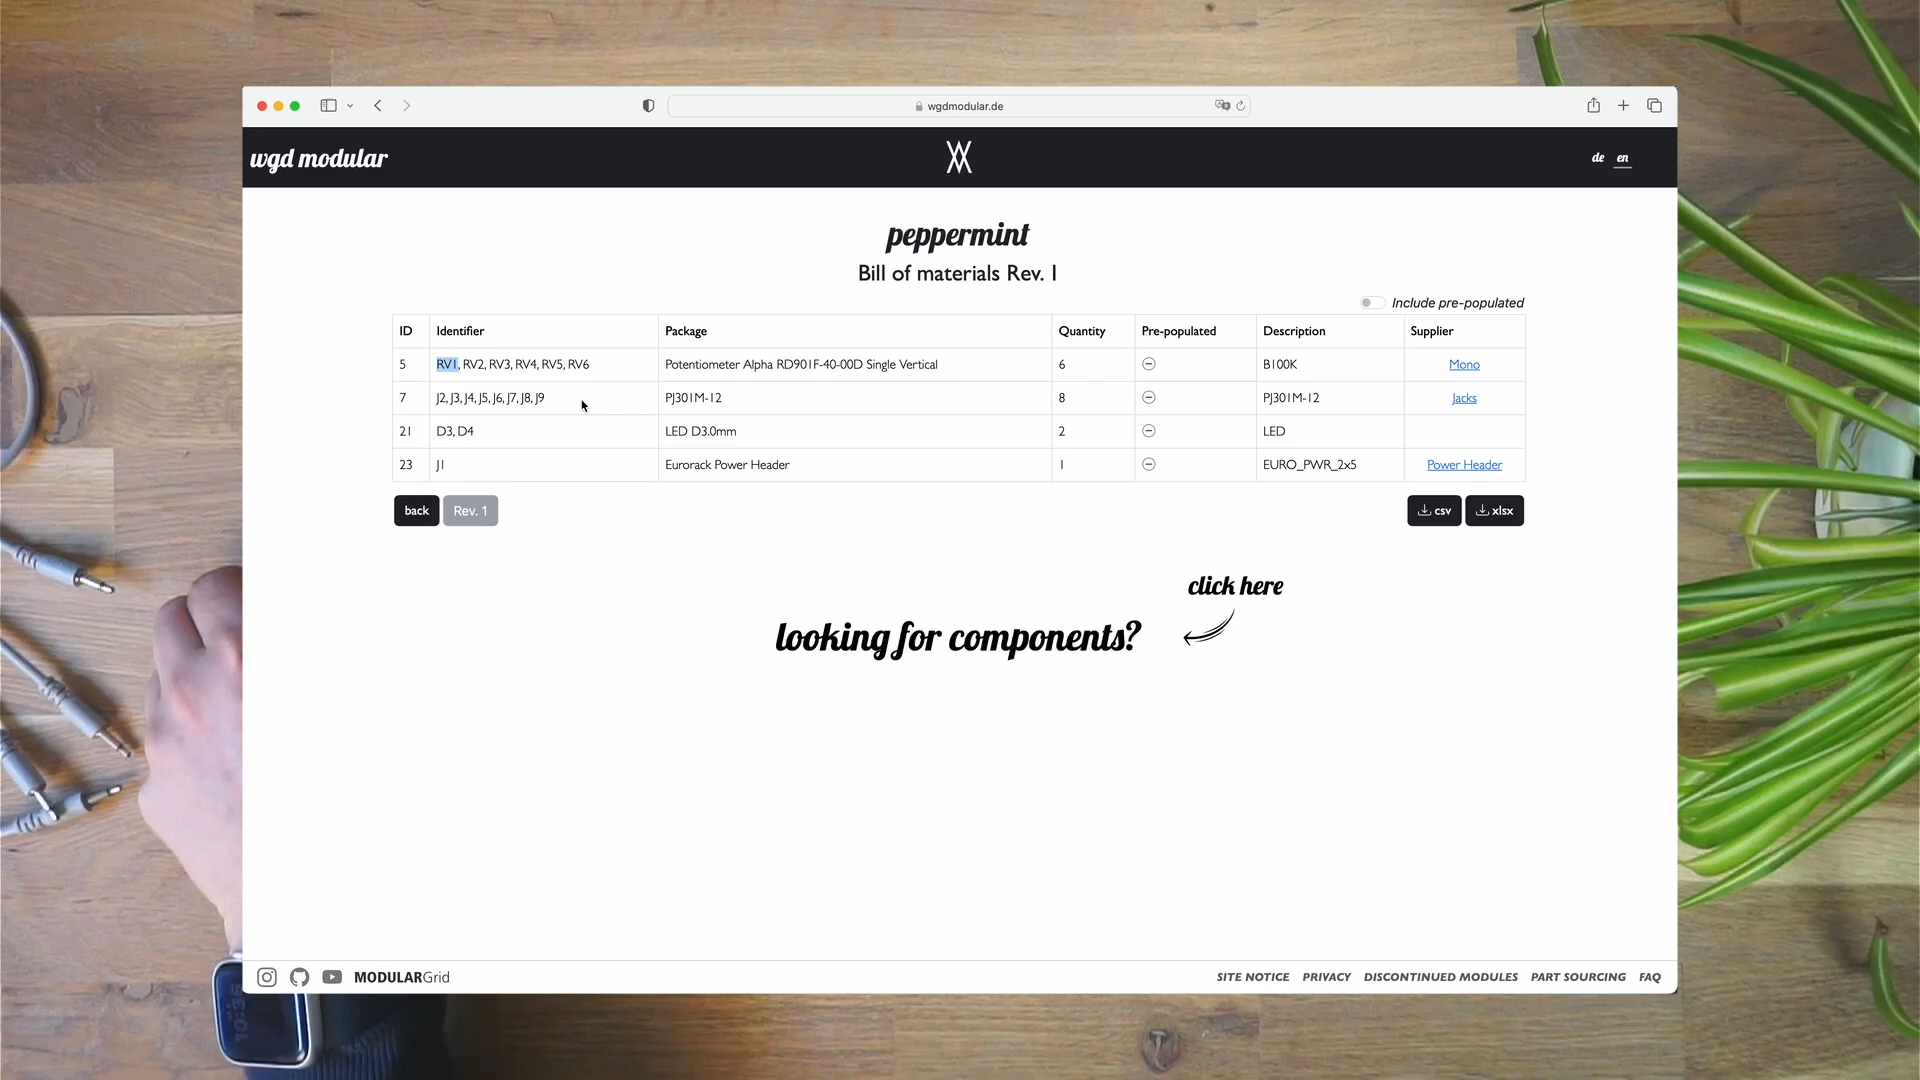 wgdmodular.de
wgd modular
de en
peppermint
Bill of materials Rev. 1
Include pre-populated
ID Identifier Package Quantity Pre-populated Description Supplier
5 RV1, RV2, RV3, RV4, RV5, RV6 Potentiometer Alpha RD901F-40-00D Single Vertical 6 B100K Mono
7 J2, J3, J4, J5, J6, J7, J8, J9 PJ301M-12 8 PJ301M-12 Jacks
21 D3, D4 LED D3.0mm 2 LED
23 J1 Eurorack Power Header 1 EURO_PWR_2x5 Power Header
back Rev. 1 csv xlsx
click here
looking for components?
MODULARGrid SITE NOTICE PRIVACY DISCONTINUED MODULES PART SOURCING FAQ